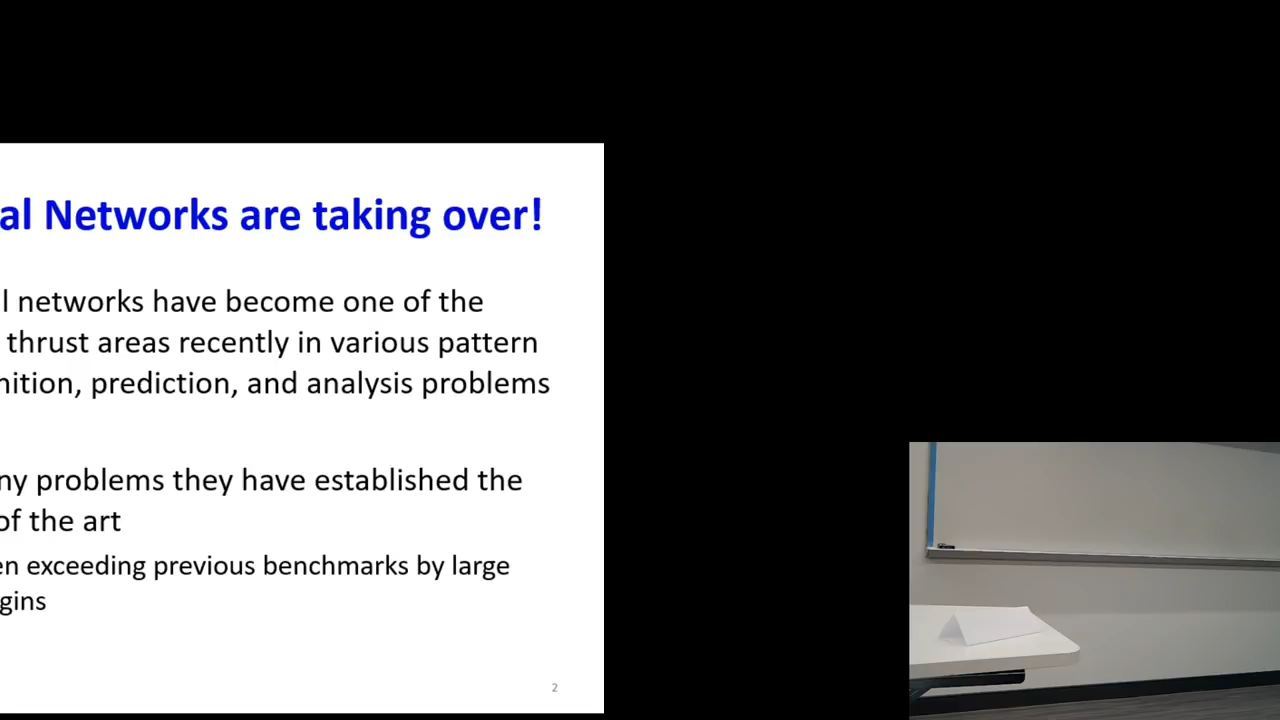 al Networks are taking over!
l networks have become one of the
thrust areas recently in various pattern
nition, prediction, and analysis problems
ny problems they have established the
of the art
en exceeding previous benchmarks by large
gins
2